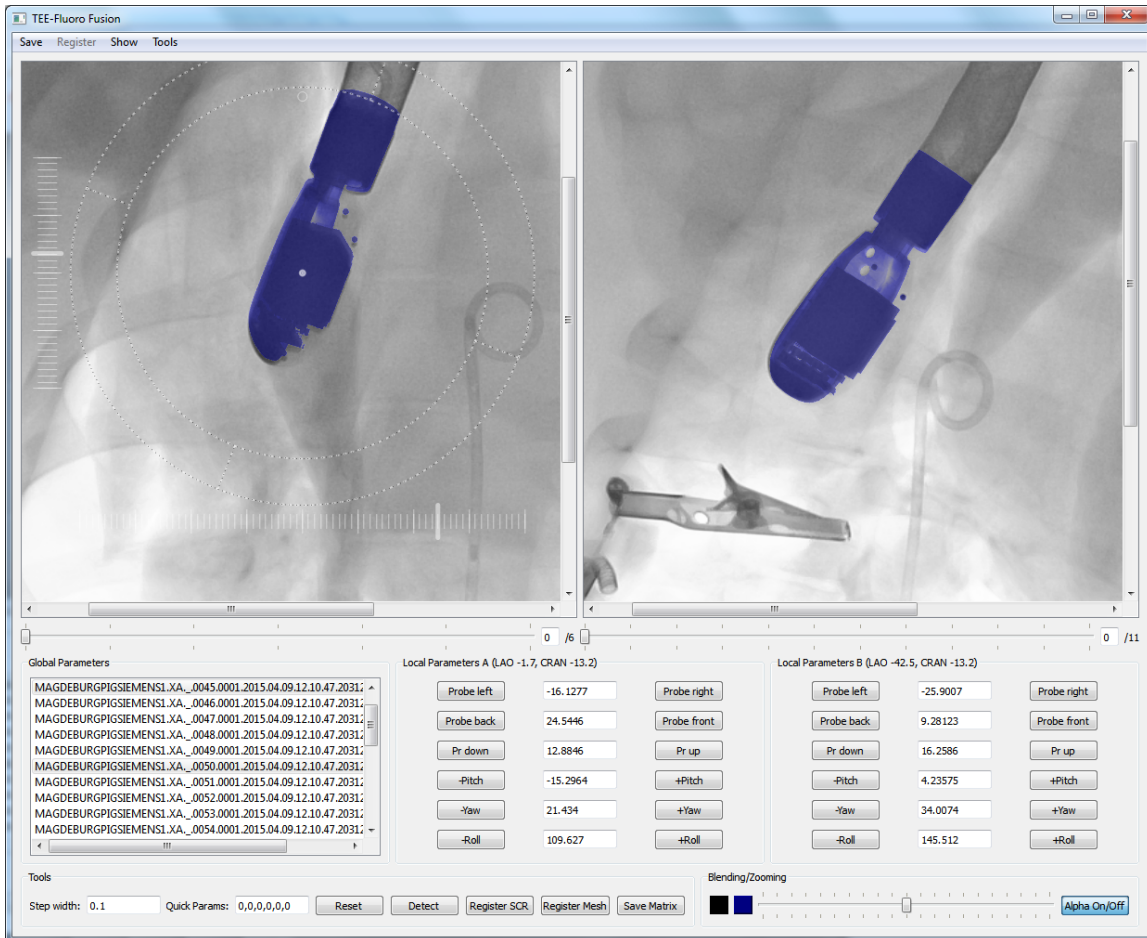 TEE-Fluoro Fusion
Save Register Show Tools
0 /6 0 /11
Global Parameters
MAGDEBURGPIGSIEMENS1.XA._.0045.0001.2015.04.09.12.10.47.20312
MAGDEBURGPIGSIEMENS1.XA._.0046.0001.2015.04.09.12.10.47.20312
MAGDEBURGPIGSIEMENS1.XA._.0047.0001.2015.04.09.12.10.47.20312
MAGDEBURGPIGSIEMENS1.XA._.0048.0001.2015.04.09.12.10.47.20312
MAGDEBURGPIGSIEMENS1.XA._.0049.0001.2015.04.09.12.10.47.20312
MAGDEBURGPIGSIEMENS1.XA._.0050.0001.2015.04.09.12.10.47.20312
MAGDEBURGPIGSIEMENS1.XA._.0051.0001.2015.04.09.12.10.47.20312
MAGDEBURGPIGSIEMENS1.XA._.0052.0001.2015.04.09.12.10.47.20312
MAGDEBURGPIGSIEMENS1.XA._.0053.0001.2015.04.09.12.10.47.20312
MAGDEBURGPIGSIEMENS1.XA._.0054.0001.2015.04.09.12.10.47.20312
Local Parameters A (LAO -1.7, CRAN -13.2)
Probe left -16.1277 Probe right
Probe back 24.5446 Probe front
Pr down 12.8846 Pr up
-Pitch -15.2964 +Pitch
-Yaw 21.434 +Yaw
-Roll 109.627 +Roll
Local Parameters B (LAO -42.5, CRAN -13.2)
Probe left -25.9007 Probe right
Probe back 9.28123 Probe front
Pr down 16.2586 Pr up
-Pitch 4.23575 +Pitch
-Yaw 34.0074 +Yaw
-Roll 145.512 +Roll
Tools
Step width: 0.1 Quick Params: 0,0,0,0,0,0 Reset Detect Register SCR Register Mesh Save Matrix
Blending/Zooming
Alpha On/Off